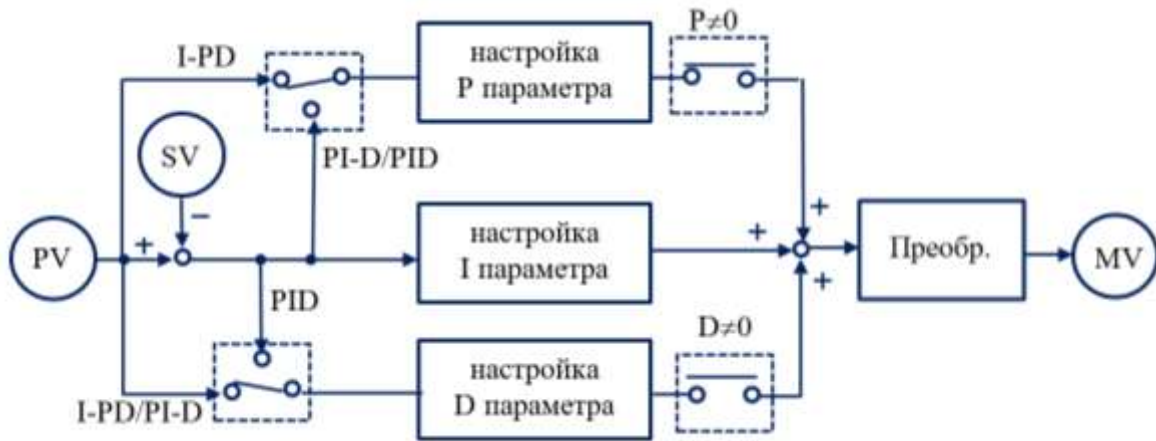 P≠0
I-PD
настройка
P параметра
SV
PI-D/PID
+
−
PV
+
настройка
I параметра
+
+
+
Преобр.
MV
PID
D≠0
настройка
D параметра
I-PD/PI-D